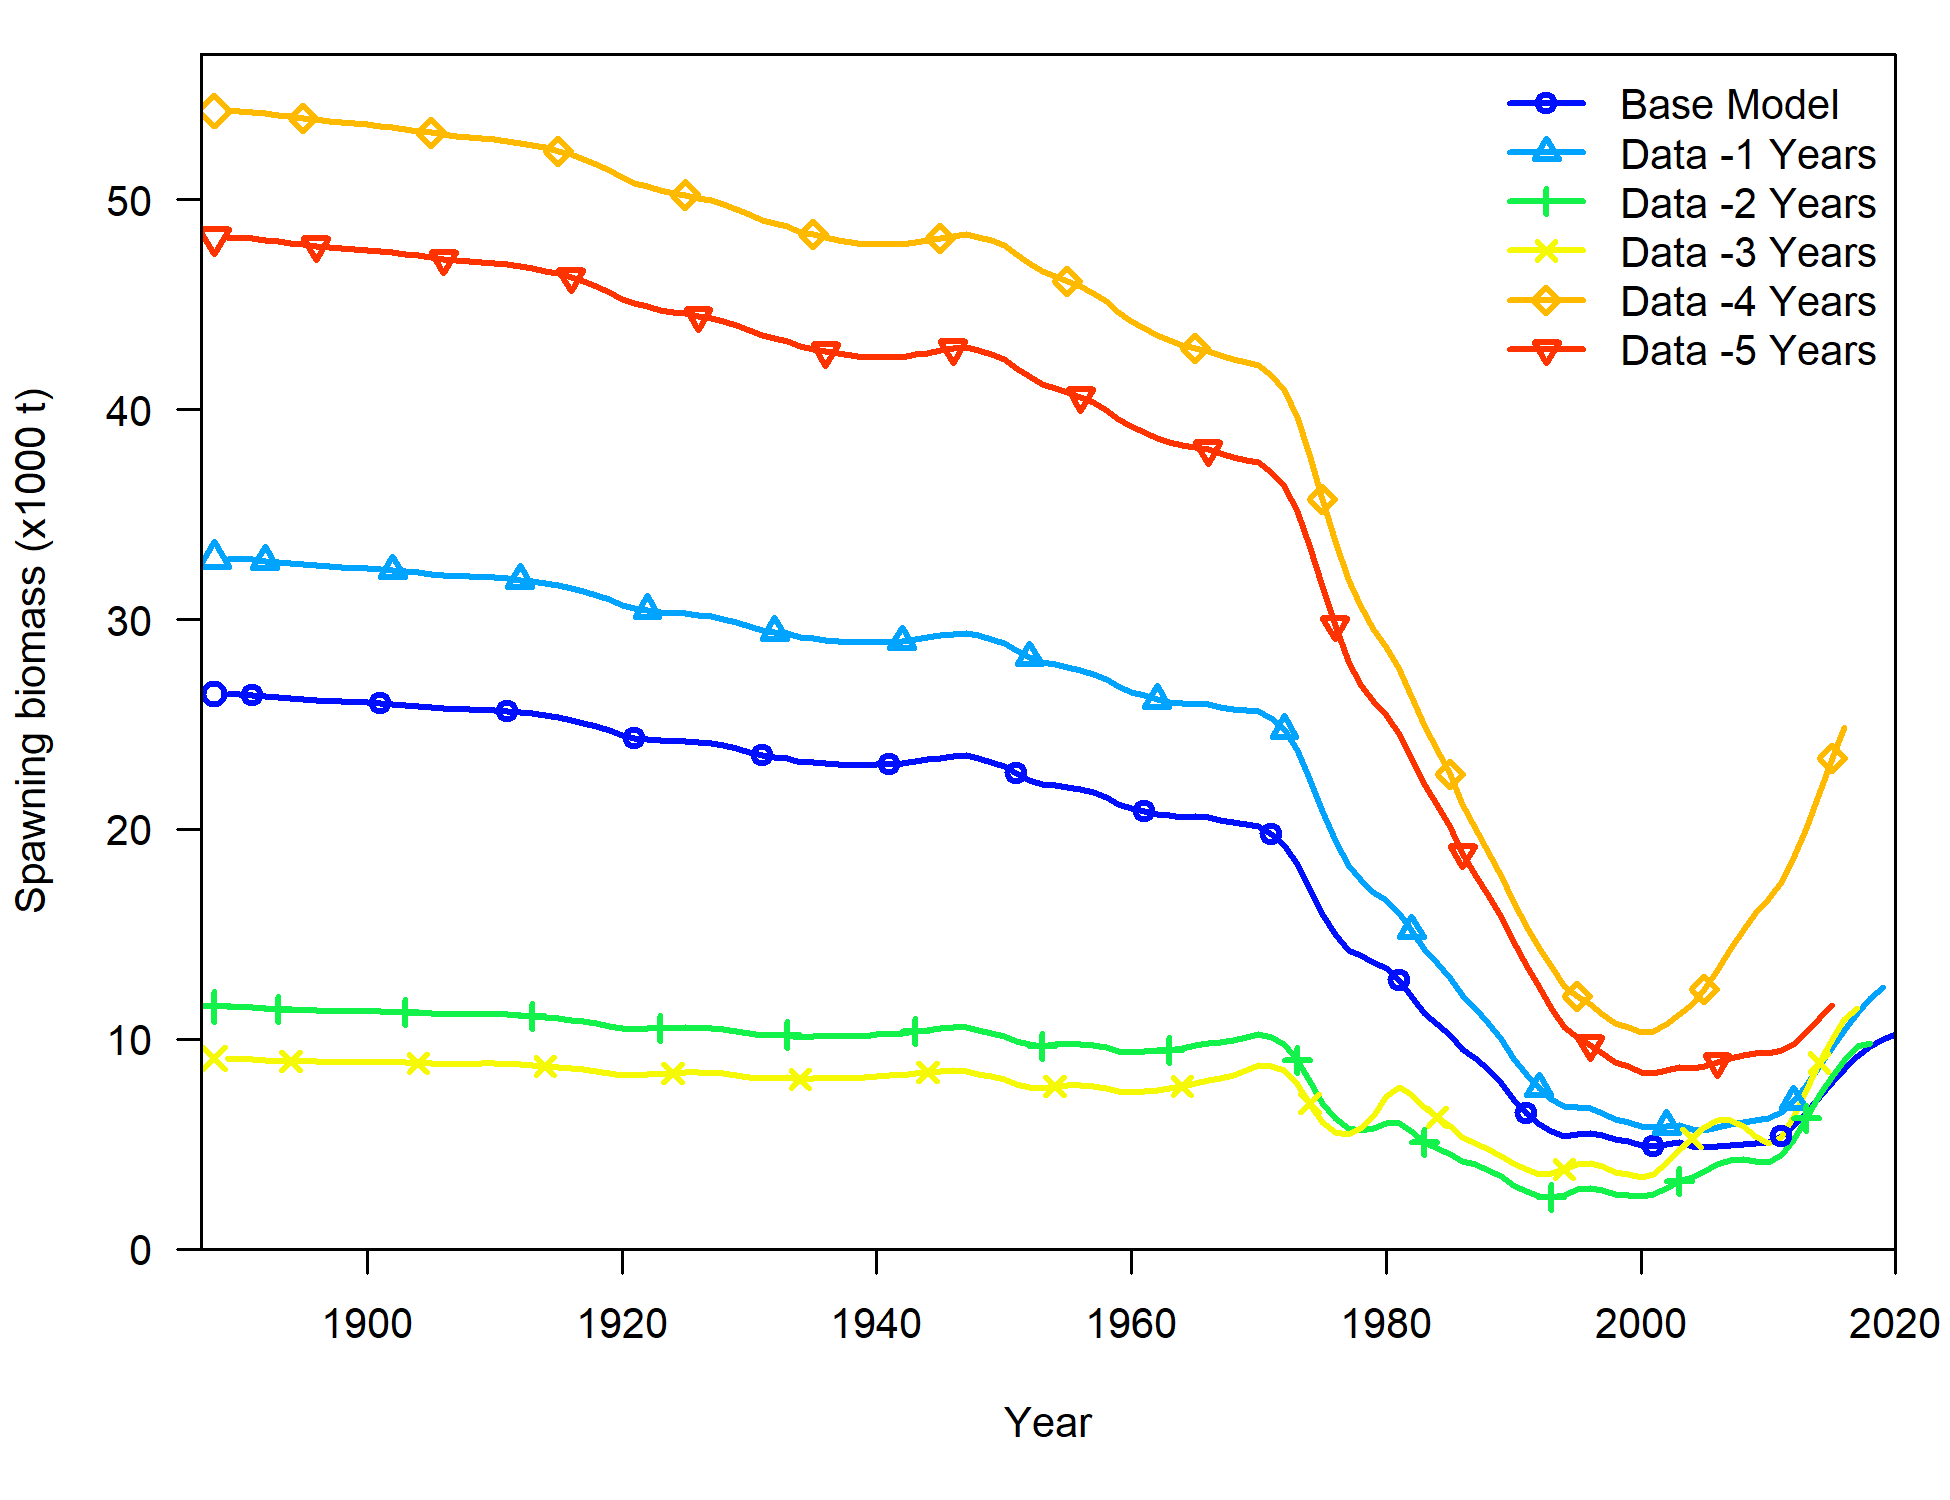 Base Model
Data -1 Years
Data -2 Years
Data -3 Years
Data -4 Years
Data -5 Years
Spawning biomass (x1000 t)
50
40
30
20
10
0
1900 1920 1940 1960 1980 2000 2020
Year